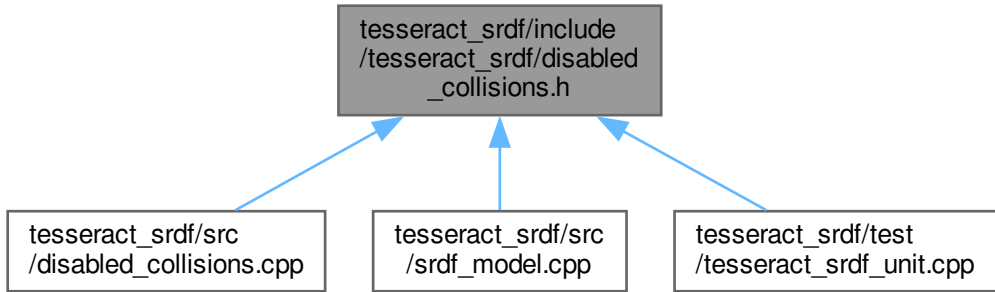 tesseract_srdf/include
/tesseract_srdf/disabled
_collisions.h
tesseract_srdf/src
/disabled_collisions.cpp
tesseract_srdf/src
/srdf_model.cpp
tesseract_srdf/test
/tesseract_srdf_unit.cpp